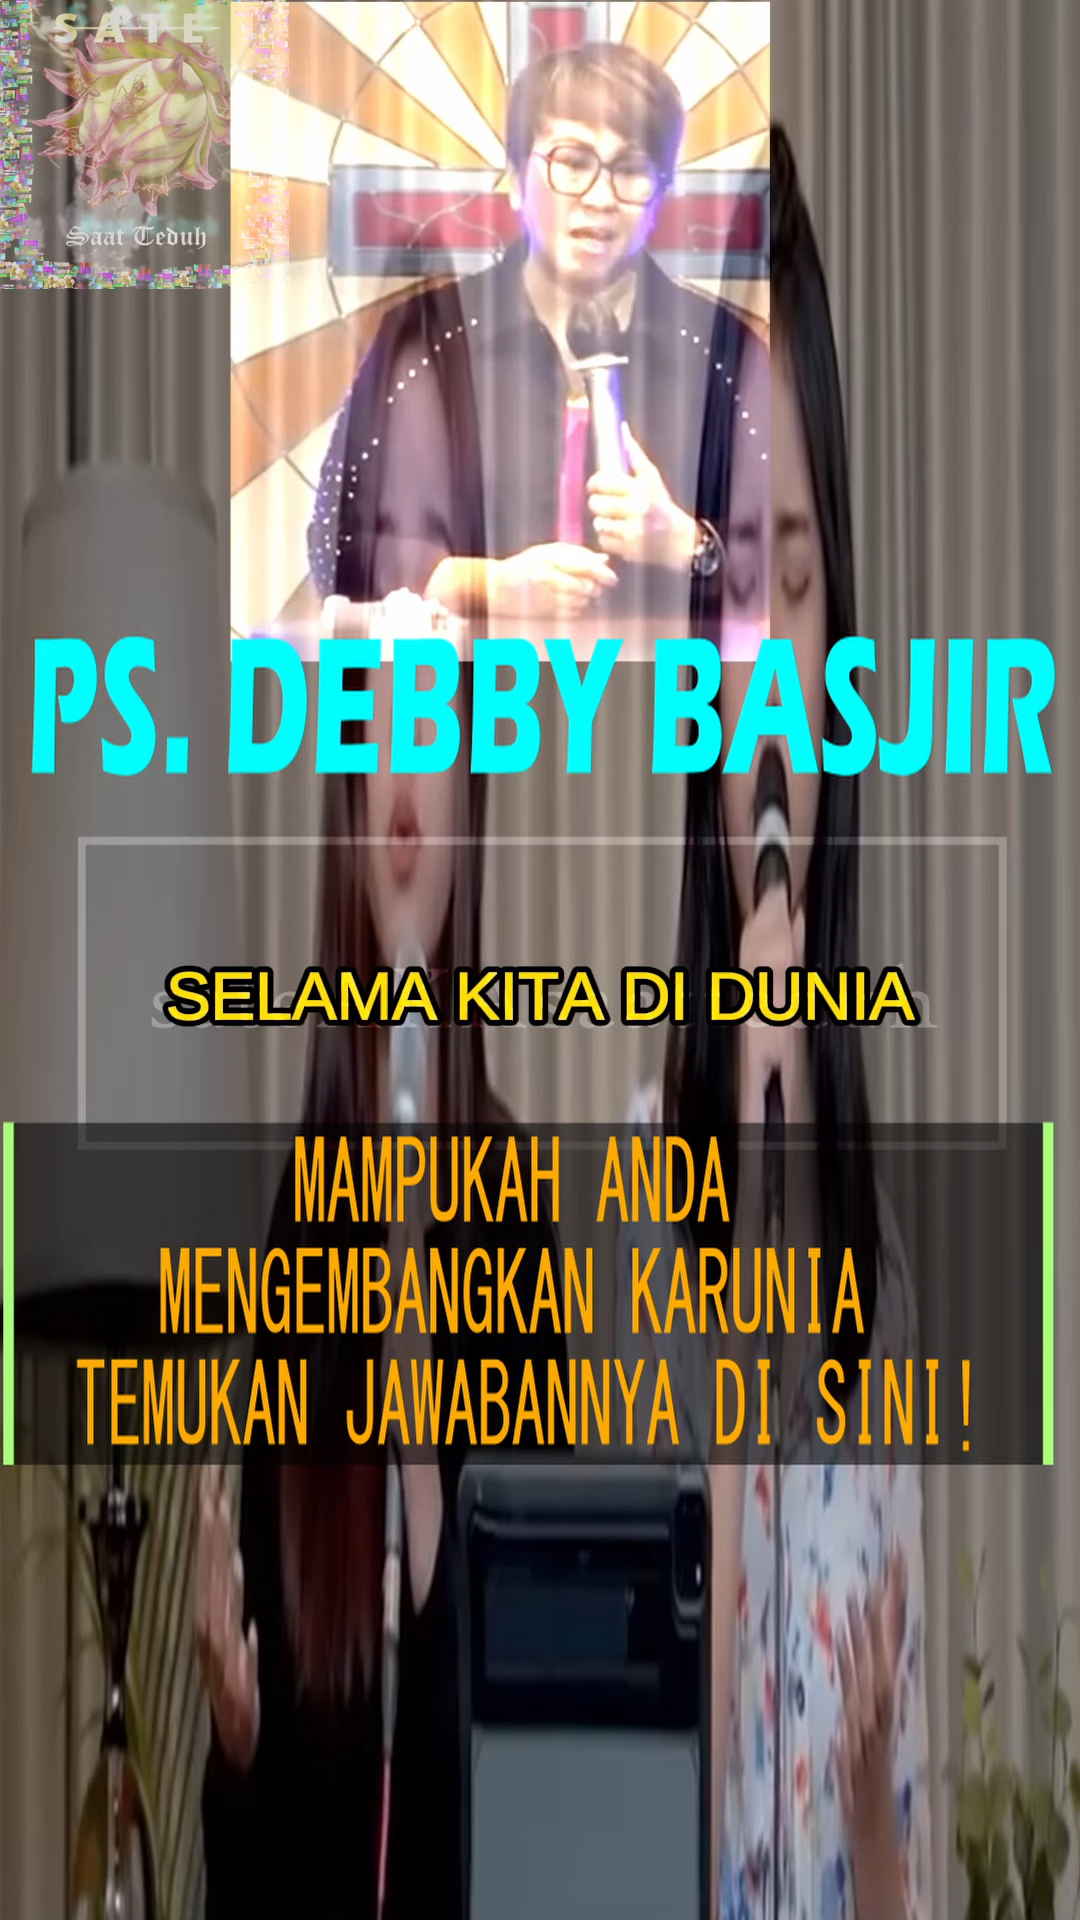 SATE
Saat Teduh
PS. DEBBY BASJIR
SELAMA KITA DI DUNIA
MAMPUKAH ANDA
MENGEMBANGKAN KARUNIA
TEMUKAN JAWABANNYA DI SINI!